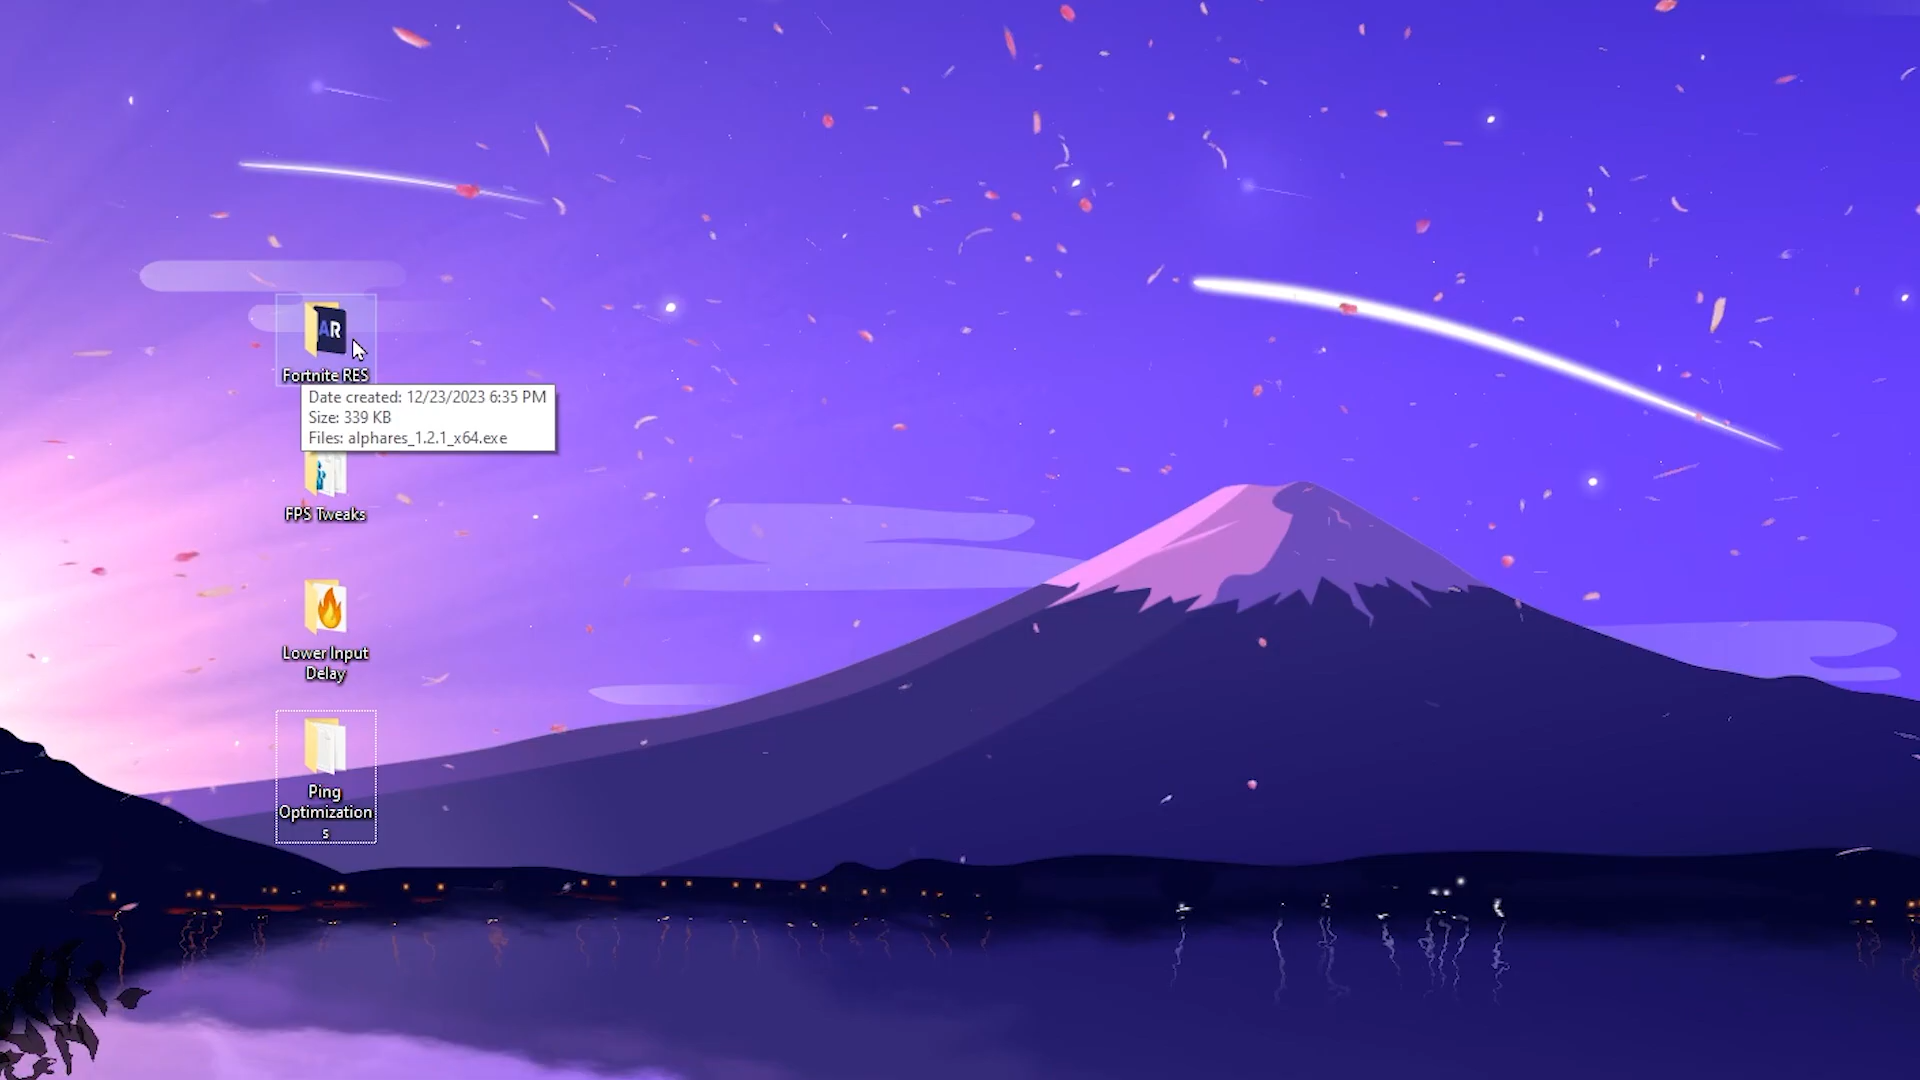 AR
Fortnite RES
Date created: 12/23/2023 6:35 PM
Size: 339 KB
Files: alphares_1.2.1_x64.exe
FPS Tweaks
Lower Input
Delay
Ping
Optimization
s